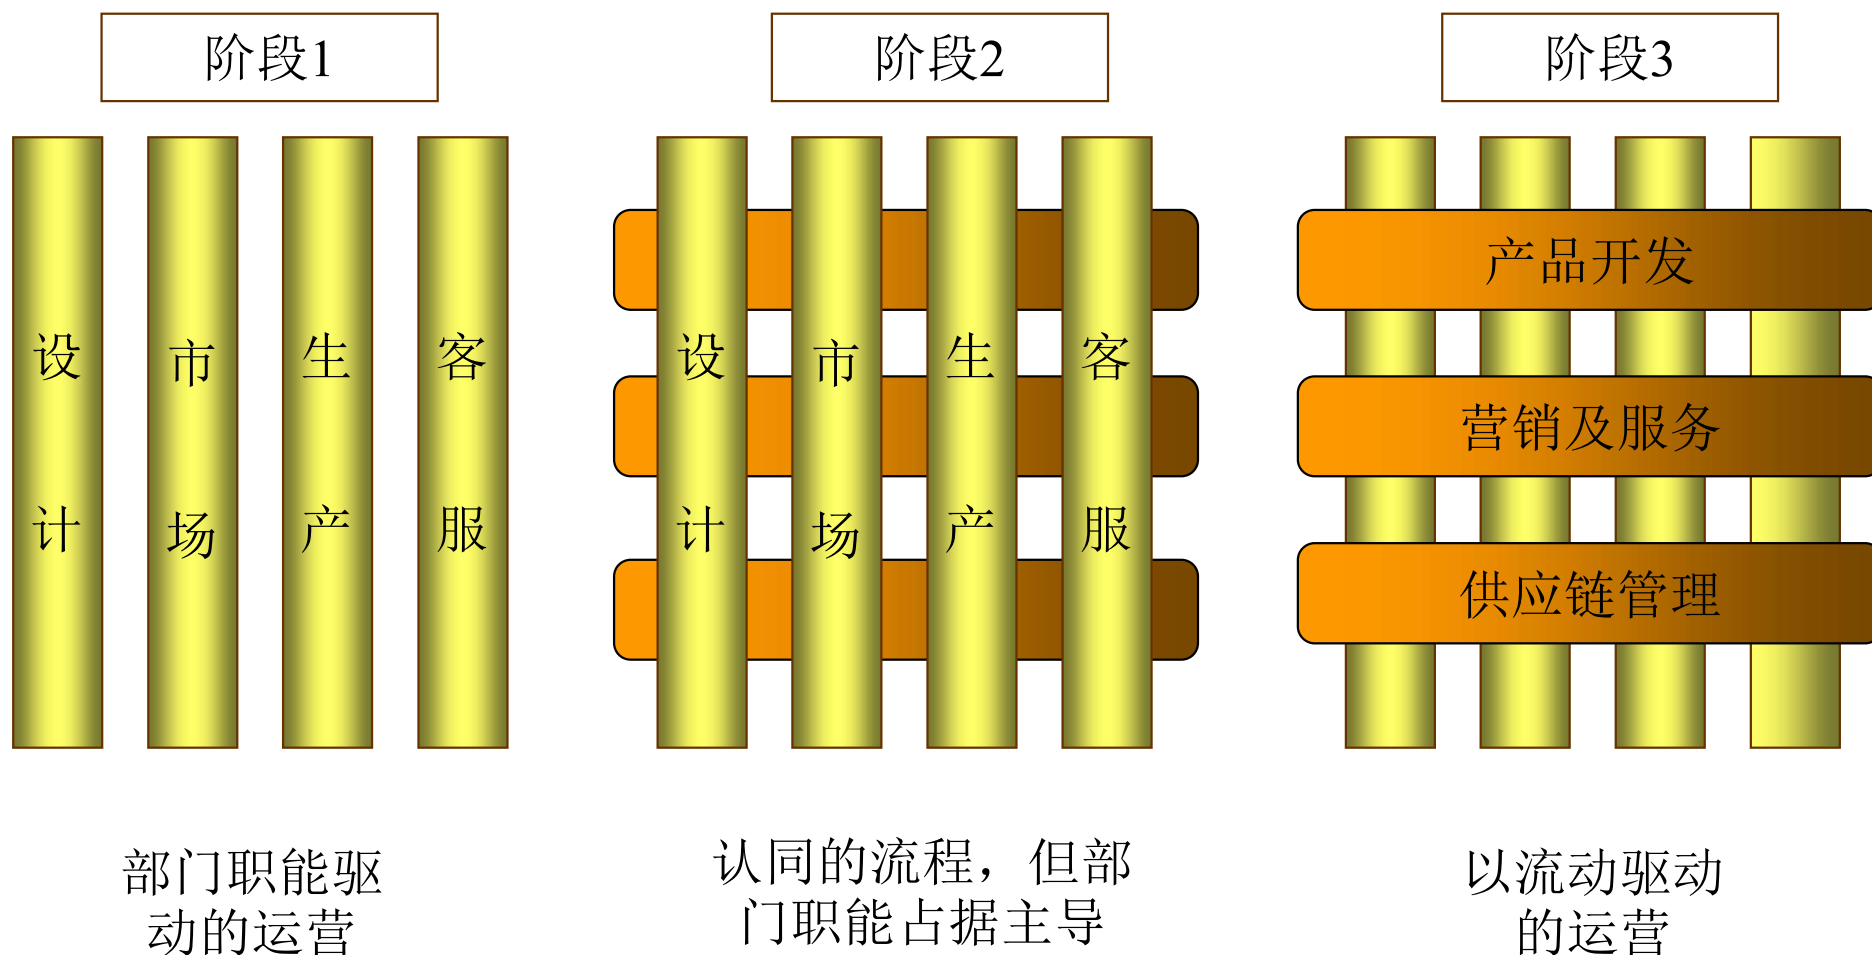 阶段1
阶段2
阶段3
设计
市场
生产
客服
设计
市场
生产
客服
产品开发
营销及服务
供应链管理
部门职能驱
动的运营
认同的流程，但部
门职能占据主导
以流动驱动
的运营